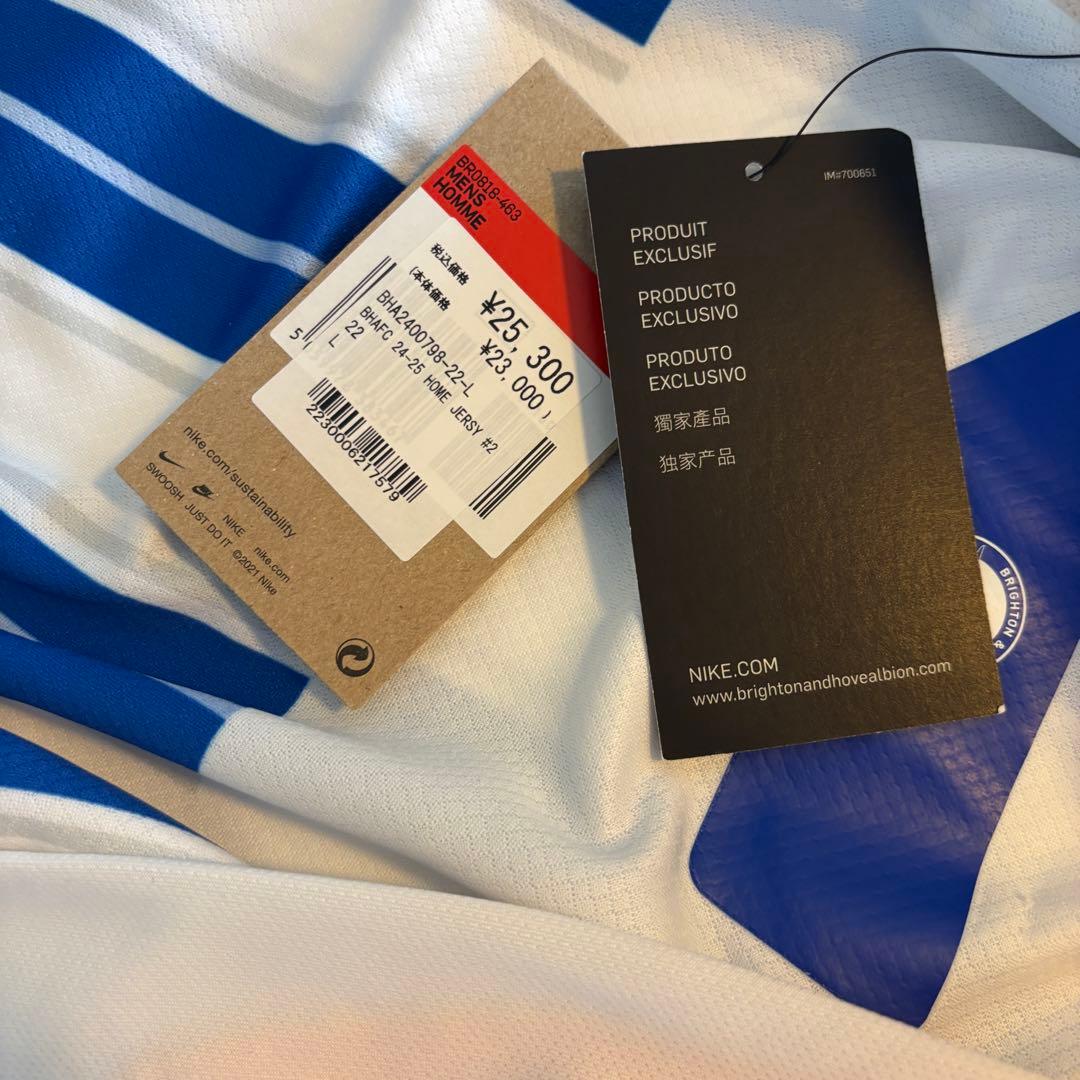 BR0818-463
MENS
HOMME
税込価格
¥25,300
(本体価格
¥23,000)
BHA2400798-22-L
BHAFC 24-25 HOME JERSY #2
22
L
5
2230006217579
nike.com/sustainability
NIKE nike.com
SWOOSH JUST DO IT ©2021 Nike
IM#700651
PRODUIT
EXCLUSIF
PRODUCTO
EXCLUSIVO
PRODUTO
EXCLUSIVO
獨家產品
独家产品
NIKE.COM
www.brightonandhovealbion.com
BRIGHTON &